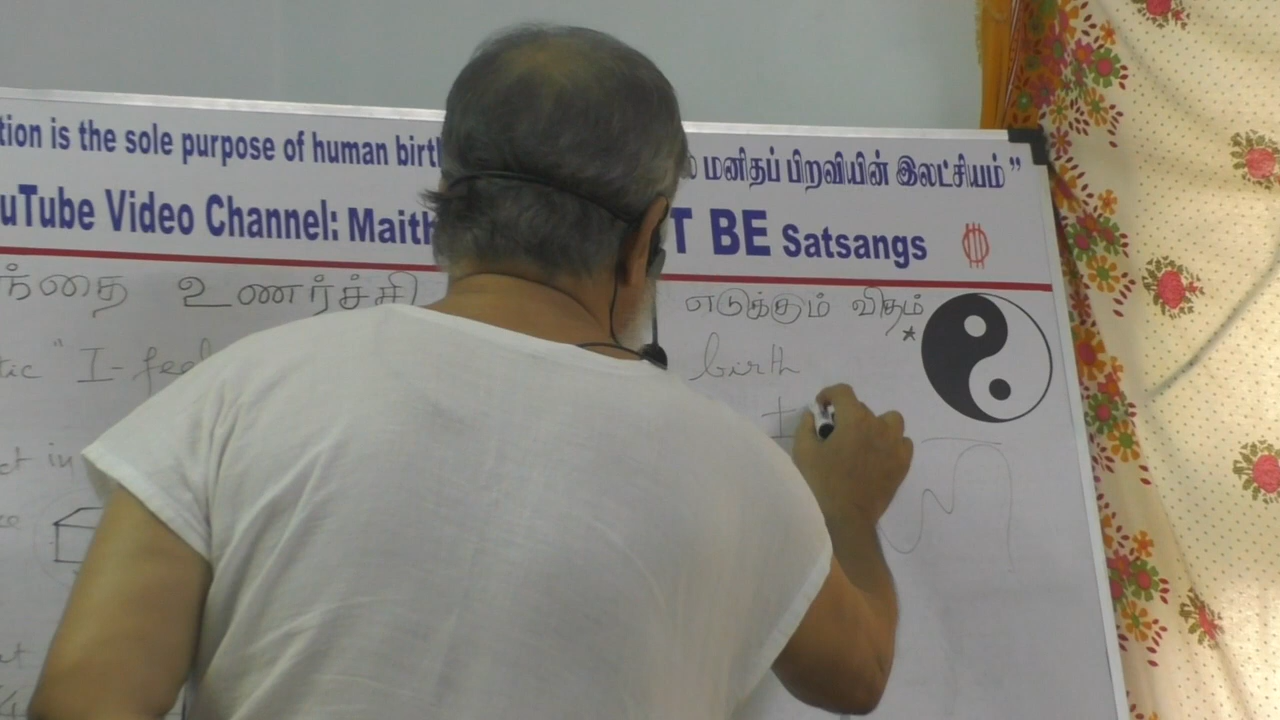 tion is the sole purpose of human birt மனிதப் பிறவியின் இலட்சியம்”
uTube Video Channel: Maith T BE Satsangs
ந்தை உணர்ச்சி எடுக்கும் விதம்
tic "I-feel birth
ct in